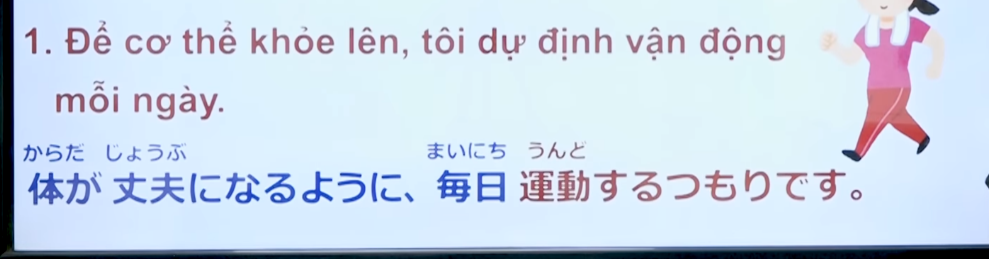 1. Để cơ thể khỏe lên, tôi dự định vận động
mỗi ngày.
からだ じょうぶ まいにち うんど
体が 丈夫になるように、毎日 運動するつもりです。